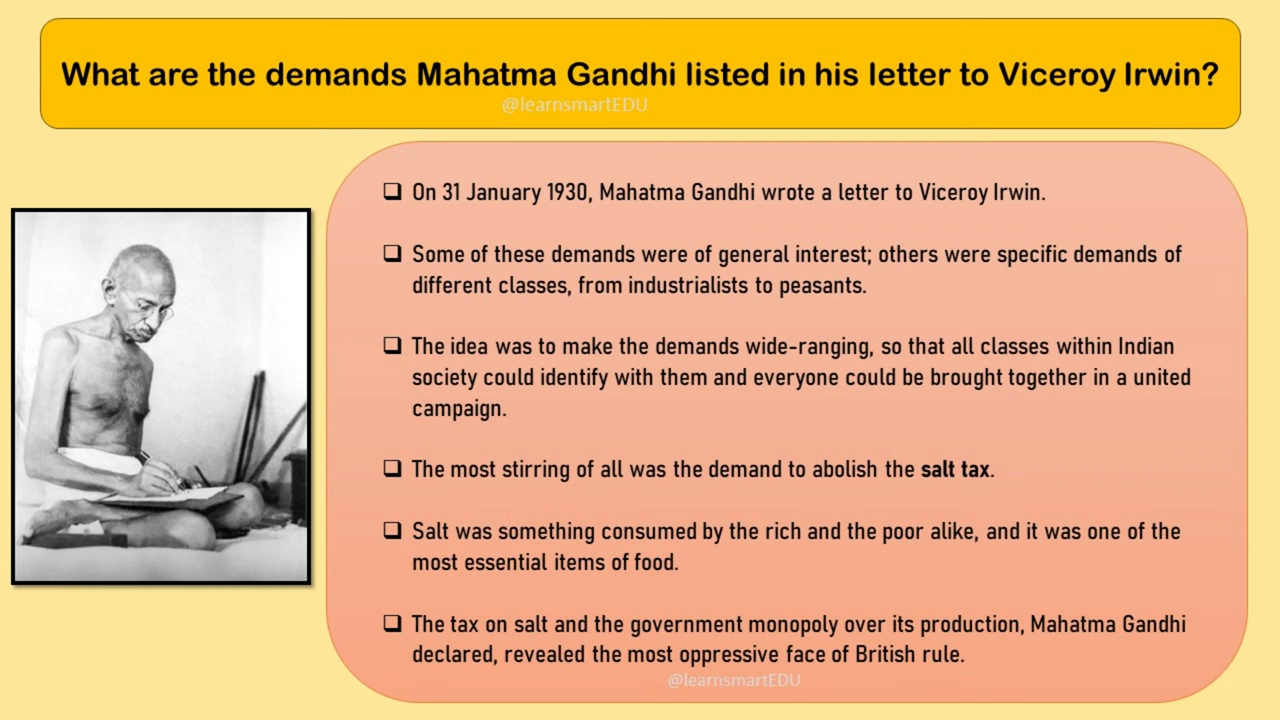 What are the demands Mahatma Gandhi listed in his letter to Viceroy Irwin?
@learnsmartEDU
❑ On 31 January 1930, Mahatma Gandhi wrote a letter to Viceroy Irwin.
❑ Some of these demands were of general interest; others were specific demands of
different classes, from industrialists to peasants.
❑ The idea was to make the demands wide-ranging, so that all classes within Indian
society could identify with them and everyone could be brought together in a united
campaign.
❑ The most stirring of all was the demand to abolish the salt tax.
❑ Salt was something consumed by the rich and the poor alike, and it was one of the
most essential items of food.
❑ The tax on salt and the government monopoly over its production, Mahatma Gandhi
declared, revealed the most oppressive face of British rule.
@learnsmartEDU